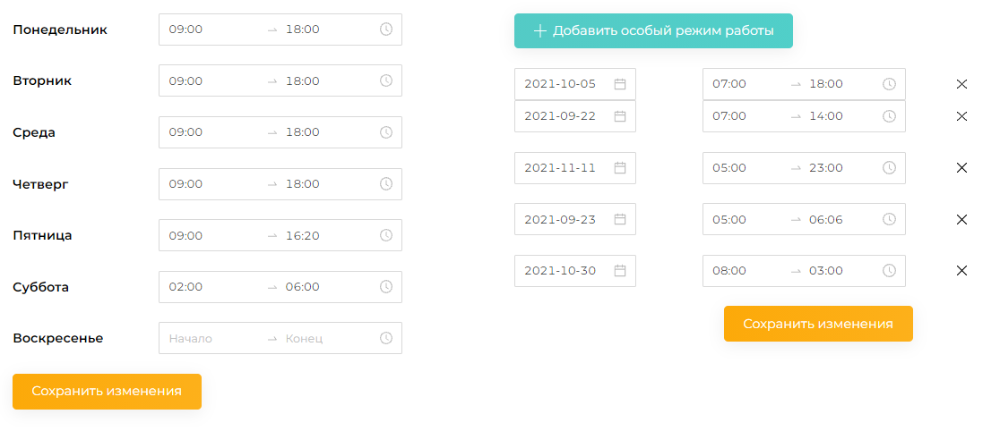 Понедельник 09:00 18:00
Вторник 09:00 18:00
Среда 09:00 18:00
Четверг 09:00 18:00
Пятница 09:00 16:20
Суббота 02:00 06:00
Воскресенье Начало Конец
Сохранить изменения
Добавить особый режим работы
2021-10-05 07:00 18:00
2021-09-22 07:00 14:00
2021-11-11 05:00 23:00
2021-09-23 05:00 06:06
2021-10-30 08:00 03:00
Сохранить изменения